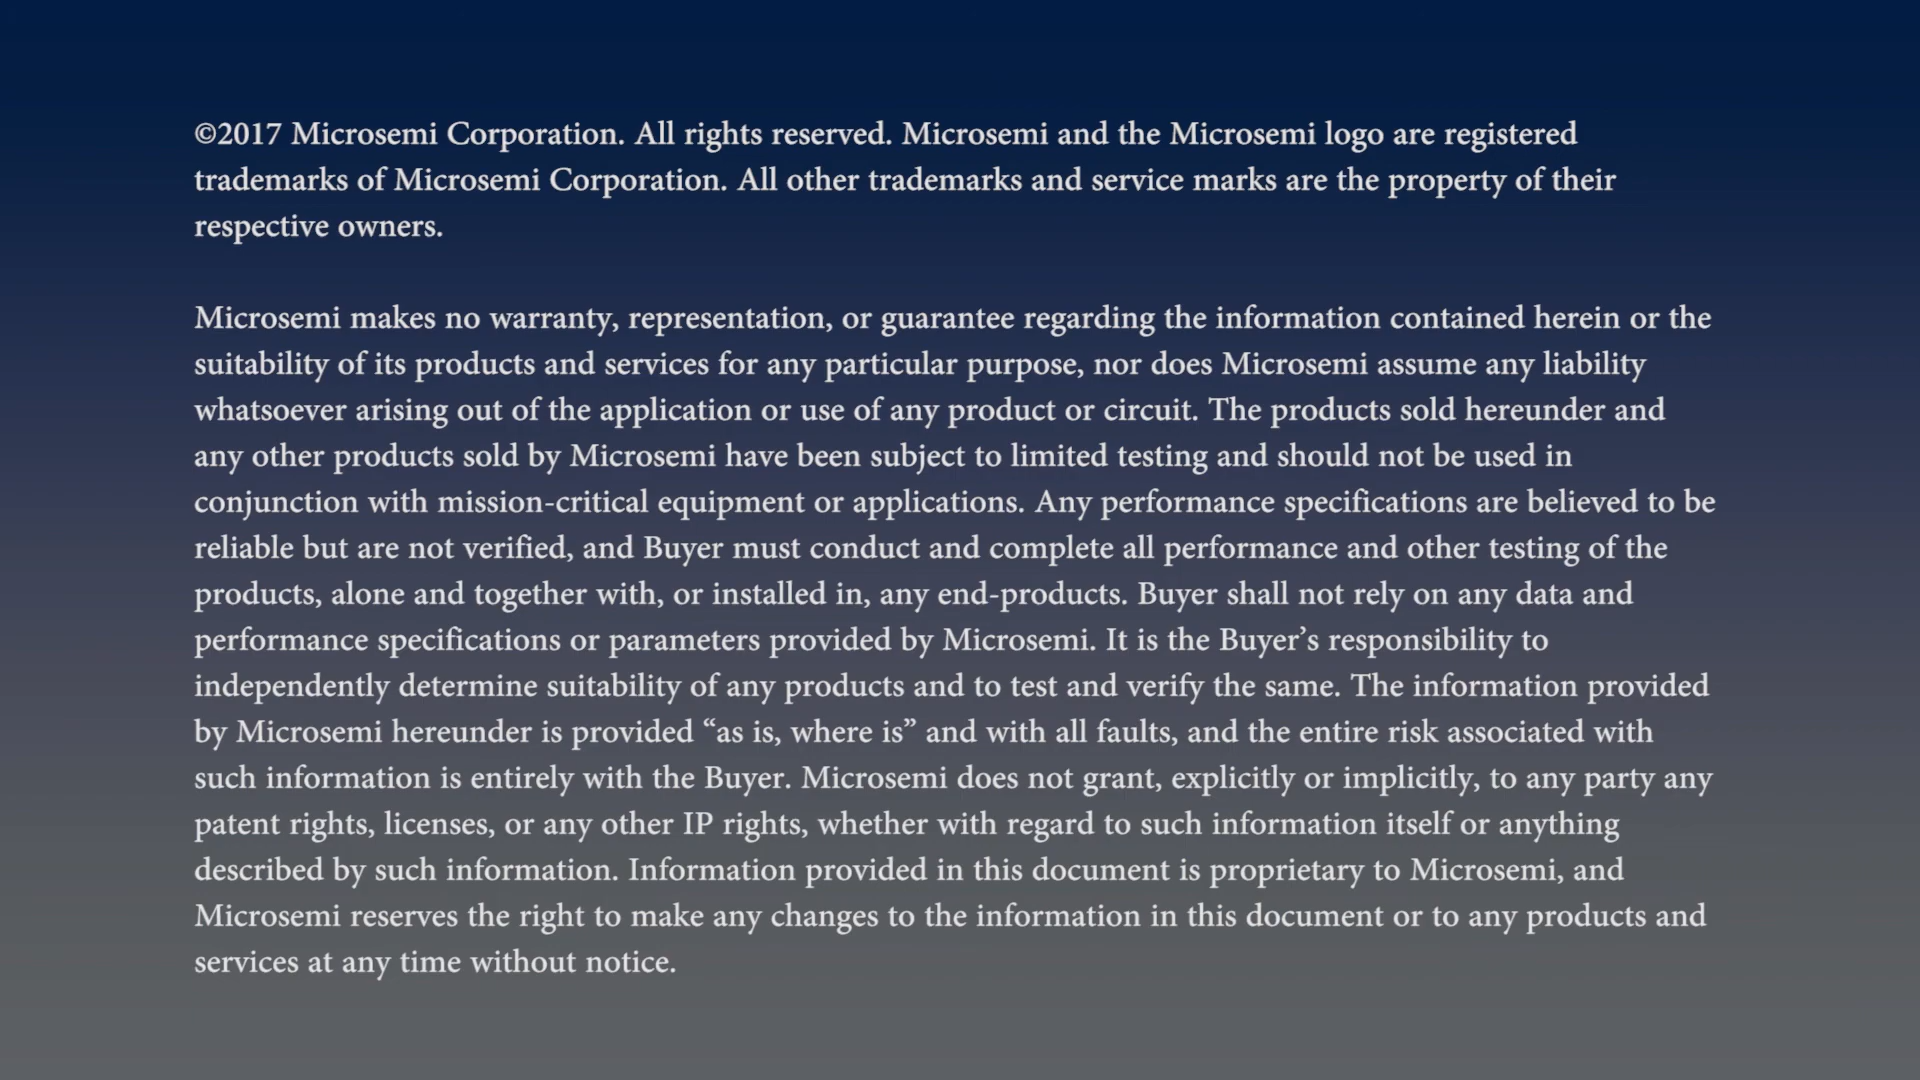 ©2017 Microsemi Corporation. All rights reserved. Microsemi and the Microsemi logo are registered
trademarks of Microsemi Corporation. All other trademarks and service marks are the property of their
respective owners.
Microsemi makes no warranty, representation, or guarantee regarding the information contained herein or the
suitability of its products and services for any particular purpose, nor does Microsemi assume any liability
whatsoever arising out of the application or use of any product or circuit. The products sold hereunder and
any other products sold by Microsemi have been subject to limited testing and should not be used in
conjunction with mission-critical equipment or applications. Any performance specifications are believed to be
reliable but are not verified, and Buyer must conduct and complete all performance and other testing of the
products, alone and together with, or installed in, any end-products. Buyer shall not rely on any data and
performance specifications or parameters provided by Microsemi. It is the Buyer’s responsibility to
independently determine suitability of any products and to test and verify the same. The information provided
by Microsemi hereunder is provided “as is, where is” and with all faults, and the entire risk associated with
such information is entirely with the Buyer. Microsemi does not grant, explicitly or implicitly, to any party any
patent rights, licenses, or any other IP rights, whether with regard to such information itself or anything
described by such information. Information provided in this document is proprietary to Microsemi, and
Microsemi reserves the right to make any changes to the information in this document or to any products and
services at any time without notice.